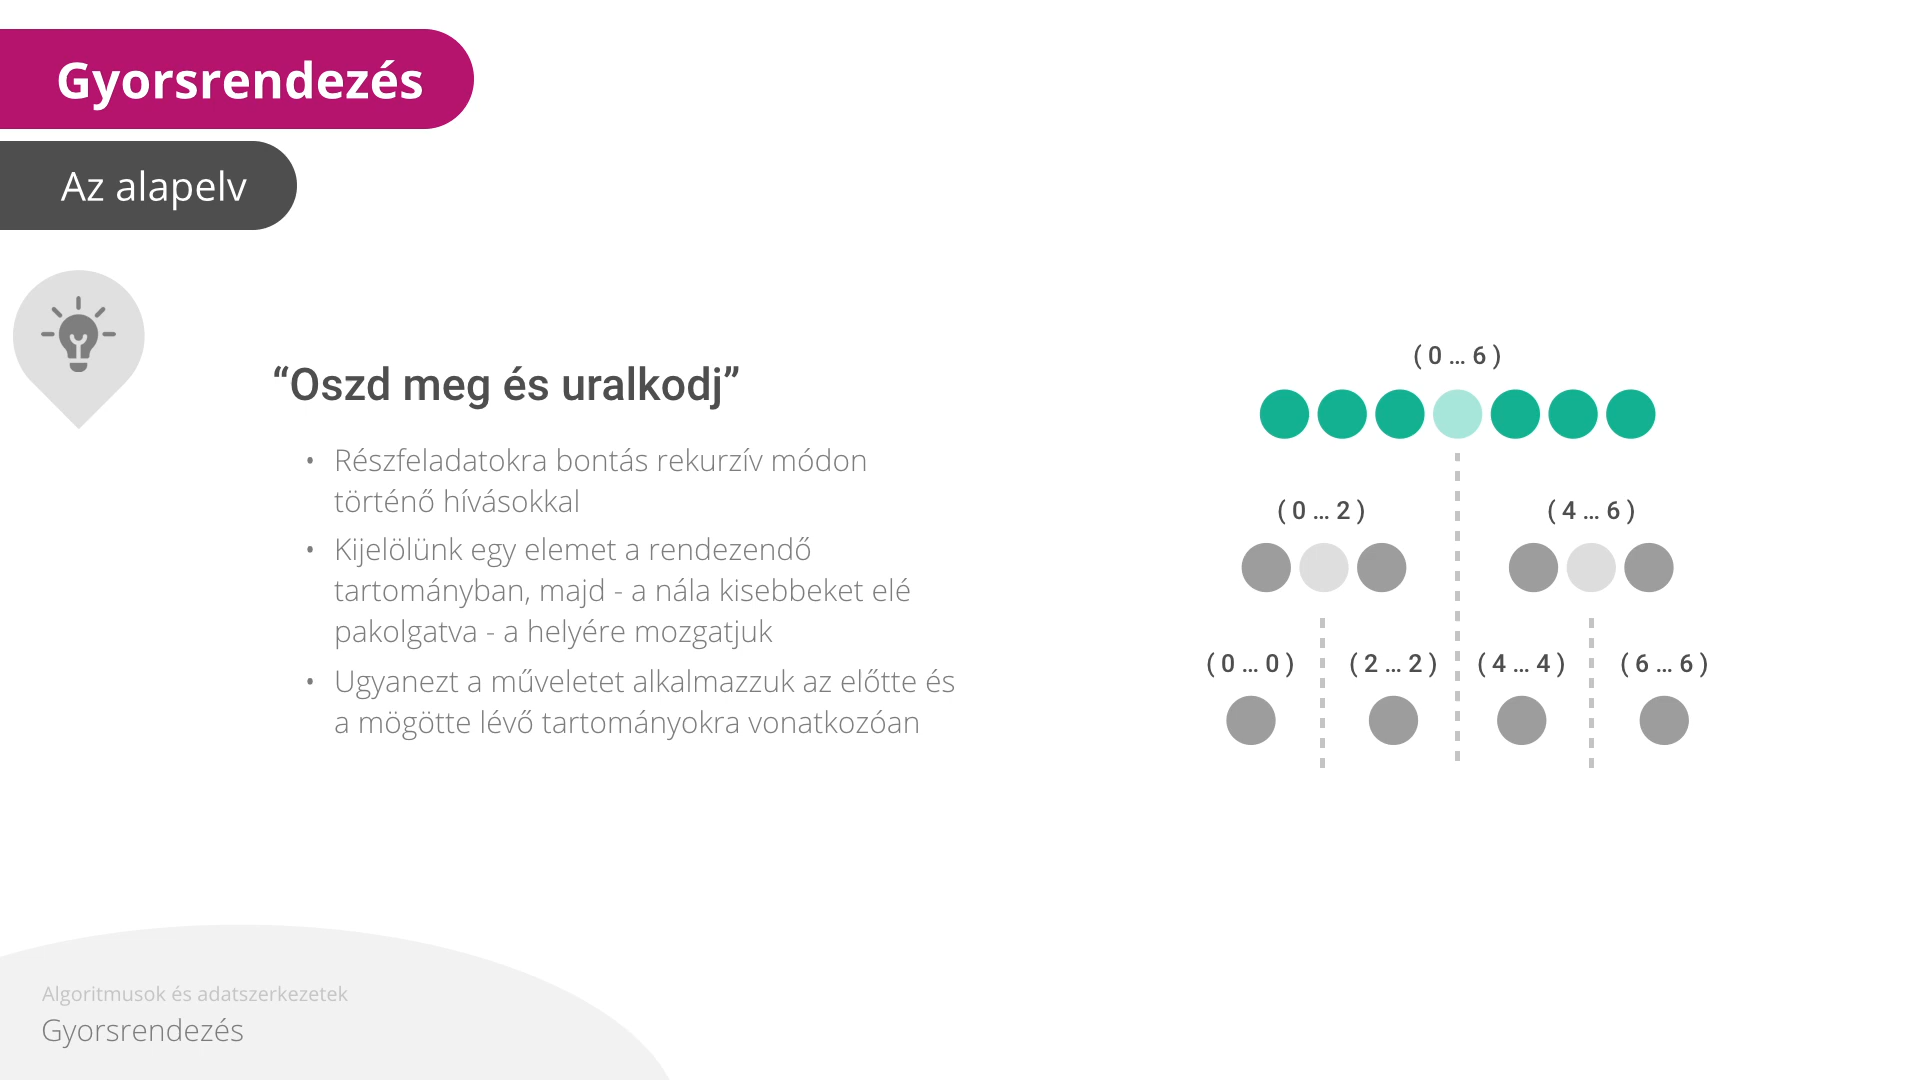 Gyorsrendezés
Az alapelv
“Oszd meg és uralkodj”
• Részfeladatokra bontás rekurzív módon
történő hívásokkal
• Kijelölünk egy elemet a rendezendő
tartományban, majd - a nála kisebbeket elé
pakolgatva - a helyére mozgatjuk
• Ugyanezt a műveletet alkalmazzuk az előtte és
a mögötte lévő tartományokra vonatkozóan
( 0 ... 6 )
( 0 ... 2 ) ( 4 ... 6 )
( 0 ... 0 ) ( 2 ... 2 ) ( 4 ... 4 ) ( 6 ... 6 )
Algoritmusok és adatszerkezetek
Gyorsrendezés